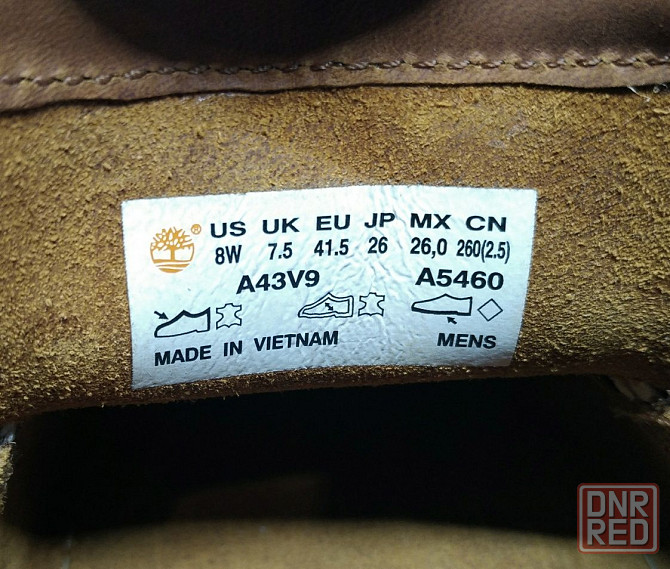 ® US UK EU JP MX CN
8W 7.5 41.5 26 26,0 260(2.5)
A43V9 A5460
MADE IN VIETNAM MENS
DNR
RED